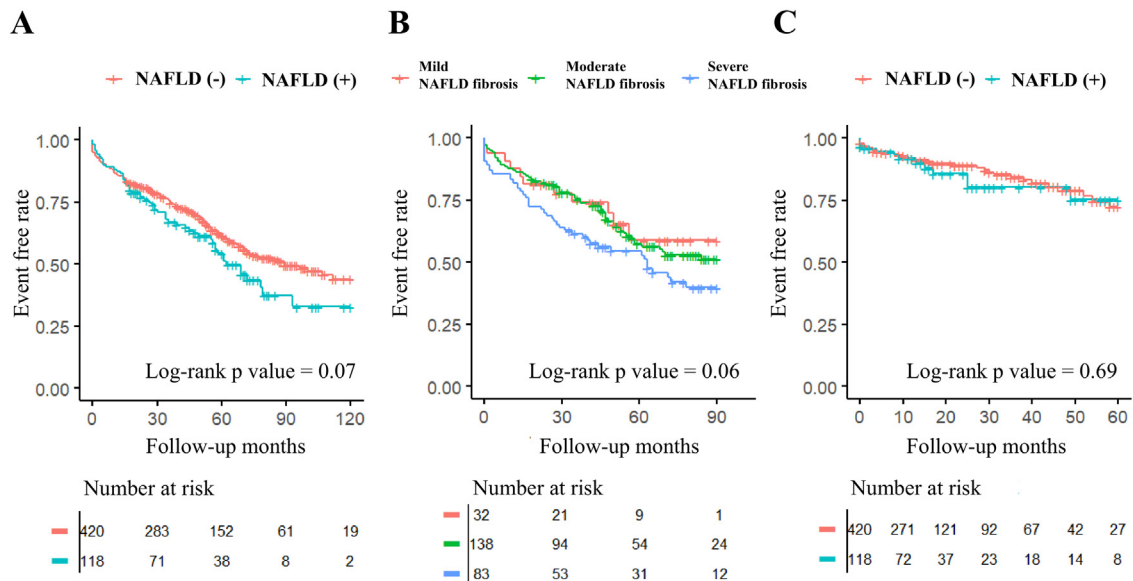 A
NAFLD (-) NAFLD (+)
Event free rate
1.00
0.75
0.50
0.25
0.00
Log-rank p value = 0.07
0 30 60 90 120
Follow-up months
Number at risk
420 283 152 61 19
118 71 38 8 2
B
Mild
NAFLD fibrosis
Moderate
NAFLD fibrosis
Severe
NAFLD fibrosis
Event free rate
1.00
0.75
0.50
0.25
0.00
Log-rank p value = 0.06
0 30 60 90
Follow-up months
Number at risk
32 21 9 1
138 94 54 24
83 53 31 12
C
NAFLD (-) NAFLD (+)
Event free rate
1.00
0.75
0.50
0.25
0.00
Log-rank p value = 0.69
0 10 20 30 40 50 60
Follow-up months
Number at risk
420 271 121 92 67 42 27
118 72 37 23 18 14 8